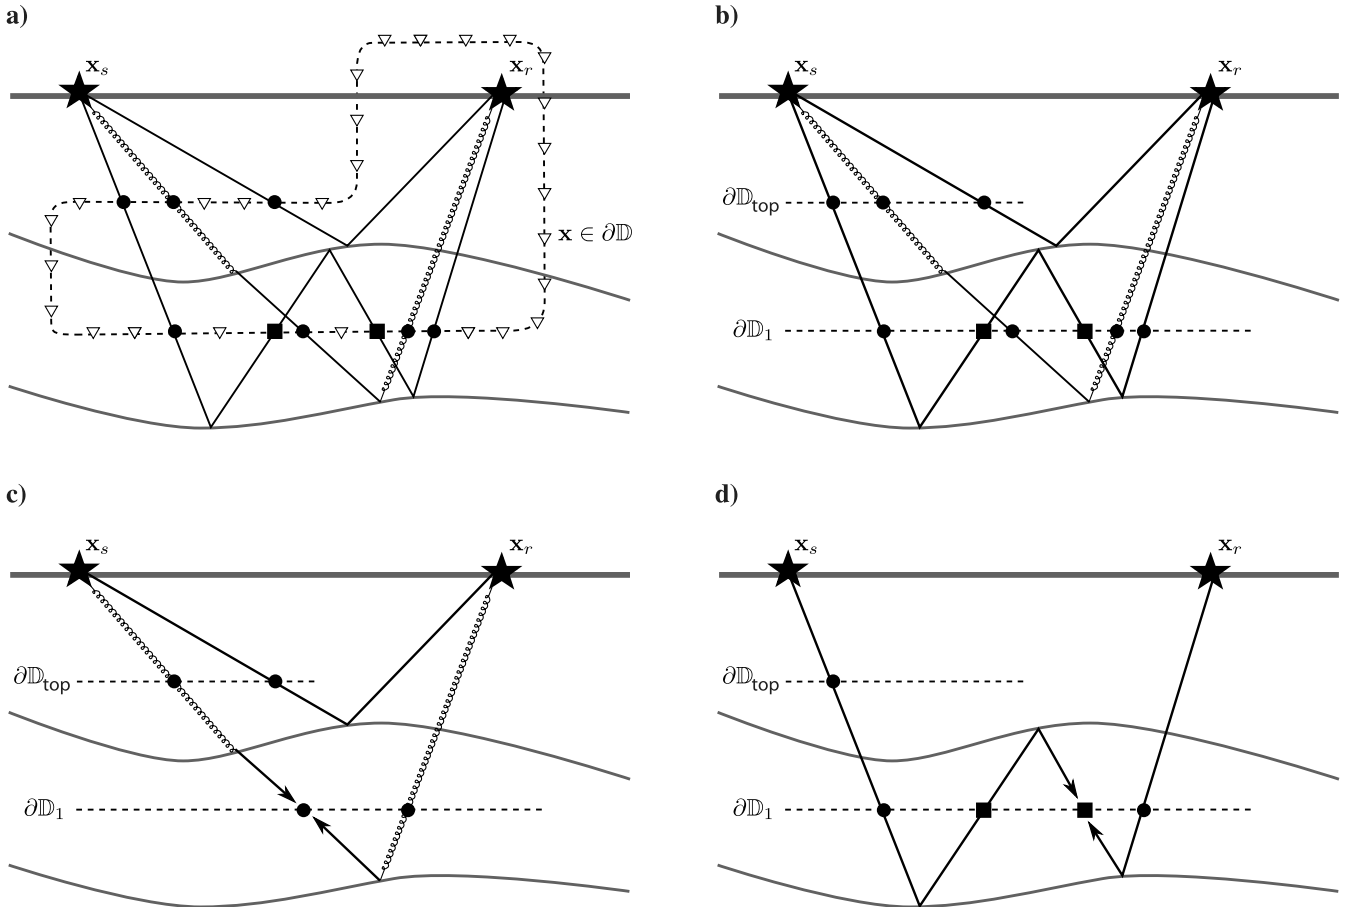 a)
x_s
x_r
x ∈ ∂𝔻
b)
x_s
x_r
∂𝔻_top
∂𝔻_1
c)
x_s
x_r
∂𝔻_top
∂𝔻_1
d)
x_s
x_r
∂𝔻_top
∂𝔻_1